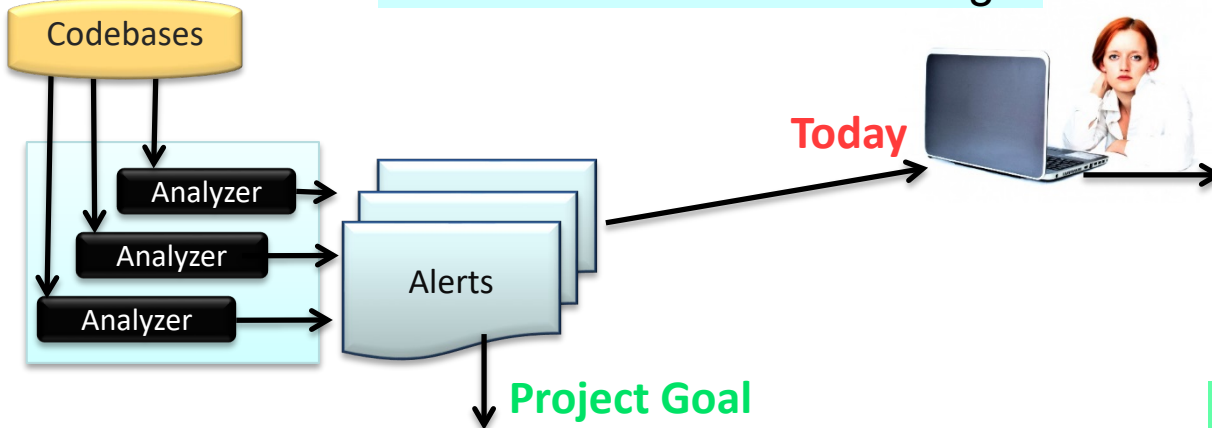 Codebases
Today
Analyzer
Analyzer
Alerts
Analyzer
Project Goal